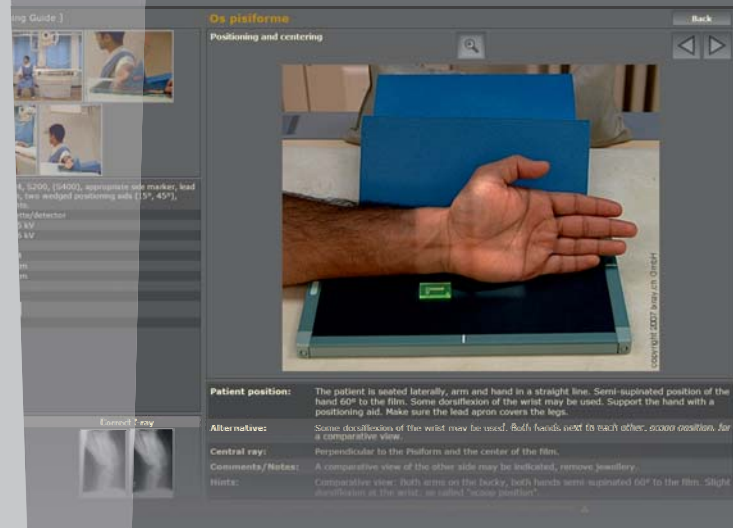 ng Guide ]
Os pisiforme
Back
Positioning and centering
S200, (S400), appropriate side marker, lead
two wedged positioning aids (15°, 45°),
kV
kV
copyright 2007 xray.ch GmbH
Correct X-ray
Patient position: The patient is seated laterally, arm and hand in a straight line. Semi-supinated position of the
hand 60° to the film. Some dorsiflexion of the wrist may be used. Support the hand with a
positioning aid. Make sure the lead apron covers the legs.
Alternative: Some dorsiflexion of the wrist may be used. Both hands next to each other, scoop position, for
a comparative view.
Central ray: Perpendicular to the Pisiform and the center of the film.
Comments/Notes: A comparative view of the other side may be indicated, remove jewellery.
Hints: Comparative view: Both arms on the bucky, both hands semi-supinated 60° to the film. Slight
dorsiflexion at the wrist, so called "scoop position".